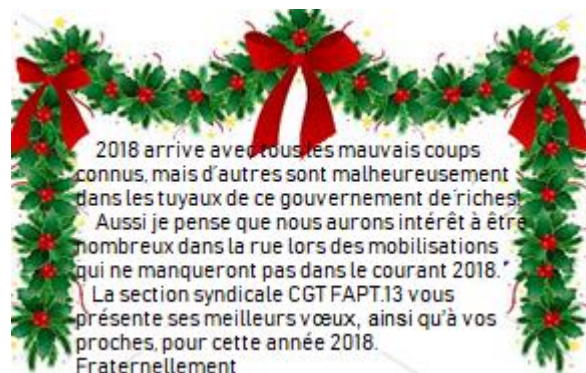 2018 arrive avec tous les mauvais coups
connus, mais d'autres sont malheureusement
dans les tuyaux de ce gouvernement de riches!
Aussi je pense que nous aurons intérêt à être
nombreux dans la rue lors des mobilisations
qui ne manqueront pas dans le courant 2018.
La section syndicale CGT FAPT.13 vous
présente ses meilleurs vœux, ainsi qu'à vos
proches, pour cette année 2018.
Fraternellement